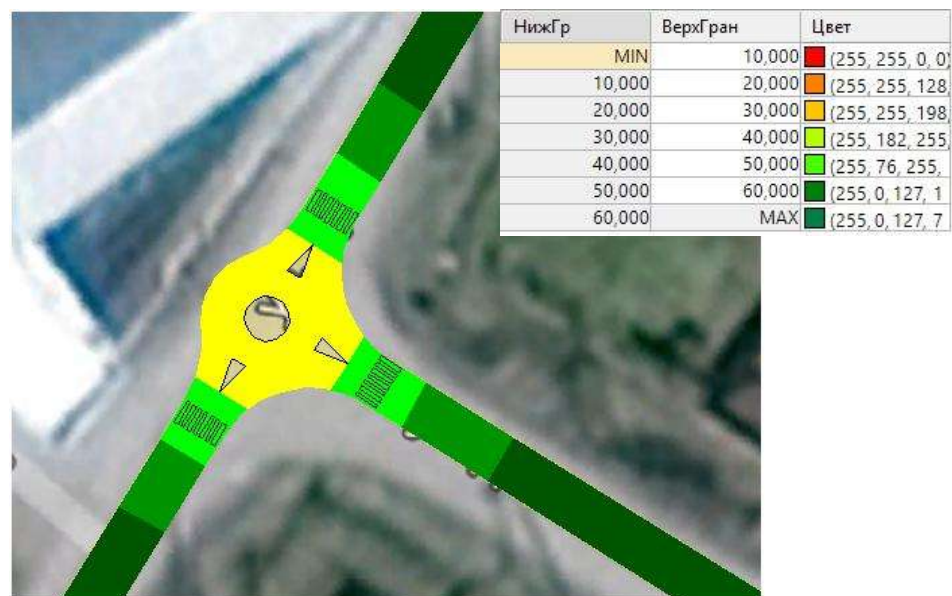 НижГр ВерхГран Цвет
MIN 10,000 (255, 255, 0, 0)
10,000 20,000 (255, 255, 128,
20,000 30,000 (255, 255, 198,
30,000 40,000 (255, 182, 255,
40,000 50,000 (255, 76, 255,
50,000 60,000 (255, 0, 127, 1
60,000 MAX (255, 0, 127, 7